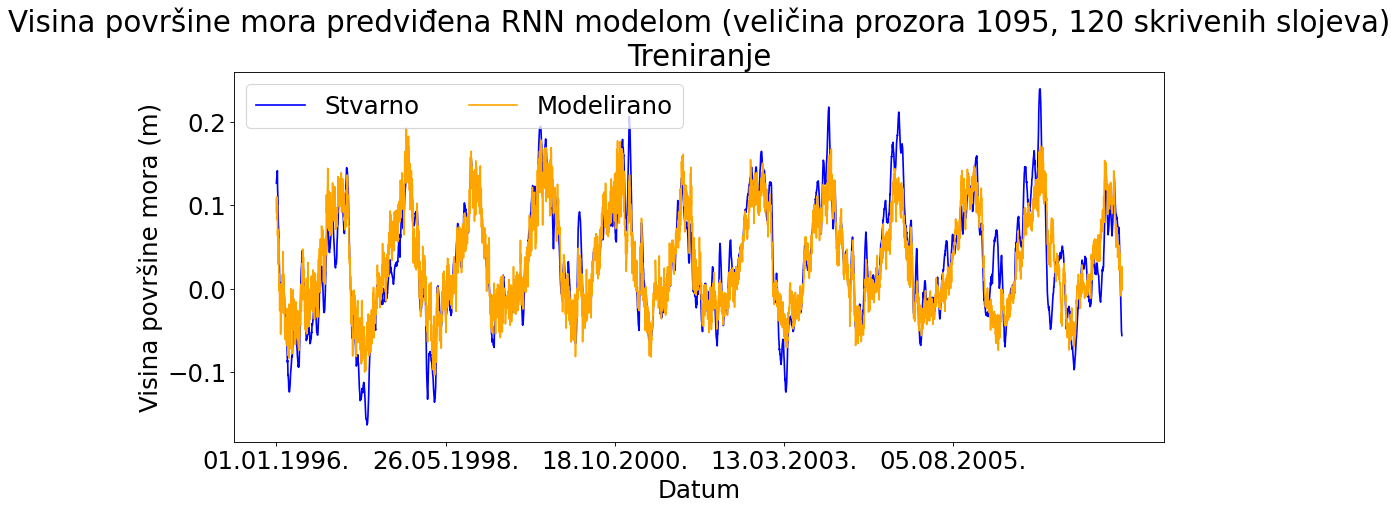 Visina površine mora predviđena RNN modelom (veličina prozora 1095, 120 skrivenih slojeva)
Treniranje
Stvarno
Modelirano
Visina površine mora (m)
0.2
0.1
0.0
−0.1
01.01.1996.
26.05.1998.
18.10.2000.
13.03.2003.
05.08.2005.
Datum